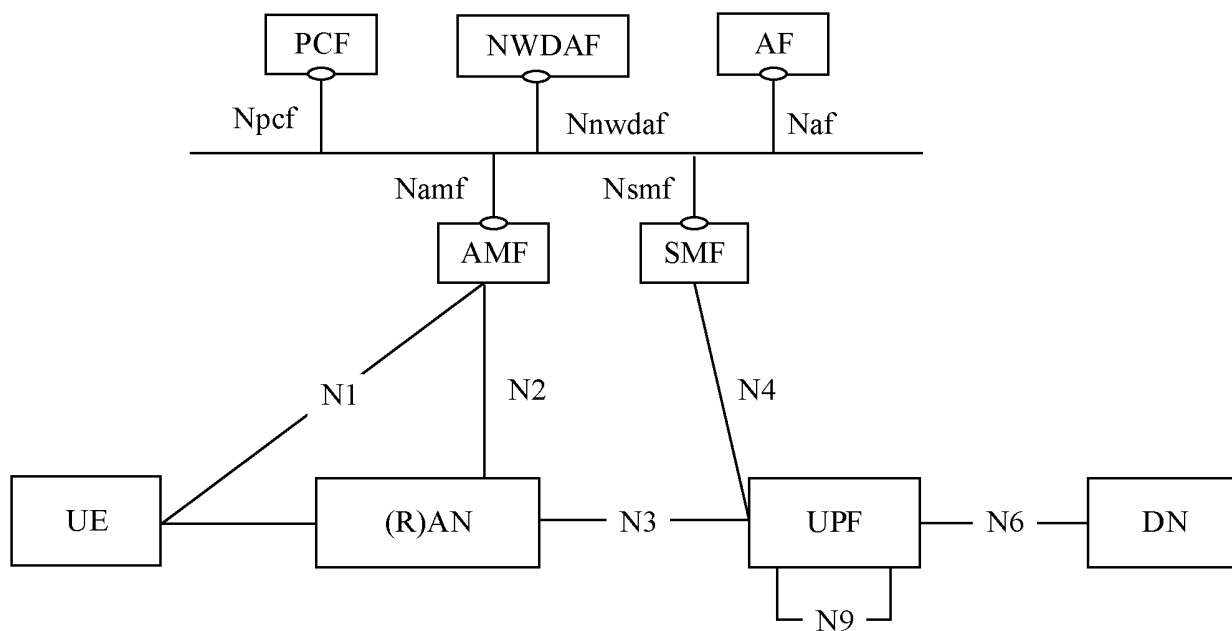 PCF
NWDAF
AF
Npcf
Nnwdaf
Naf
Namf
Nsmf
AMF
SMF
N1
N2
N4
UE
(R)AN
N3
UPF
N6
DN
N9